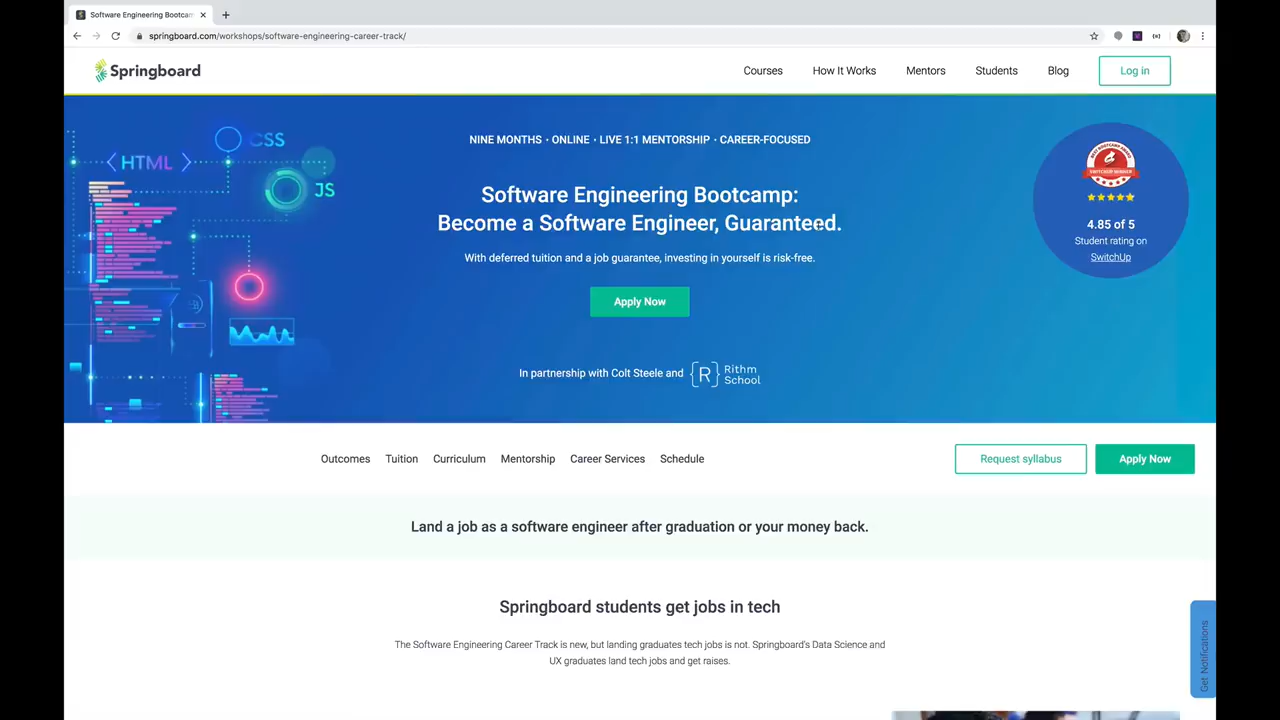 Software Engineering Bootcam
springboard.com/workshops/software-engineering-career-track/
Springboard
Courses
How It Works
Mentors
Students
Blog
Log in
HTML
CSS
JS
NINE MONTHS · ONLINE · LIVE 1:1 MENTORSHIP · CAREER-FOCUSED
Software Engineering Bootcamp:
Become a Software Engineer, Guaranteed.
With deferred tuition and a job guarantee, investing in yourself is risk-free.
Apply Now
In partnership with Colt Steele and
{R} Rithm
School
SWITCHUP WINNER
4.85 of 5
Student rating on
SwitchUp
Outcomes
Tuition
Curriculum
Mentorship
Career Services
Schedule
Request syllabus
Apply Now
Land a job as a software engineer after graduation or your money back.
Springboard students get jobs in tech
The Software Engineering Career Track is new, but landing graduates tech jobs is not. Springboard's Data Science and
UX graduates land tech jobs and get raises.
Get Notifications